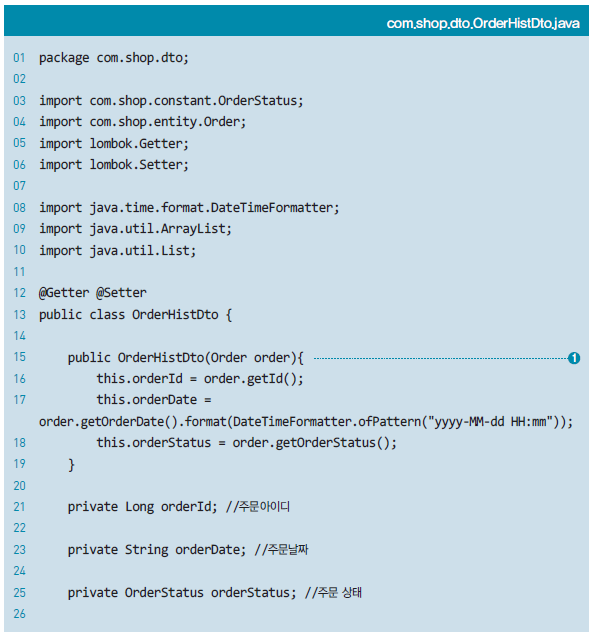 com.shop.dto.OrderHistDto.java
01 package com.shop.dto;
02
03 import com.shop.constant.OrderStatus;
04 import com.shop.entity.Order;
05 import lombok.Getter;
06 import lombok.Setter;
07
08 import java.time.format.DateTimeFormatter;
09 import java.util.ArrayList;
10 import java.util.List;
11
12 @Getter @Setter
13 public class OrderHistDto {
14
15     public OrderHistDto(Order order){ ❶
16         this.orderId = order.getId();
17         this.orderDate =
order.getOrderDate().format(DateTimeFormatter.ofPattern("yyyy-MM-dd HH:mm"));
18         this.orderStatus = order.getOrderStatus();
19     }
20
21     private Long orderId; //주문아이디
22
23     private String orderDate; //주문날짜
24
25     private OrderStatus orderStatus; //주문 상태
26